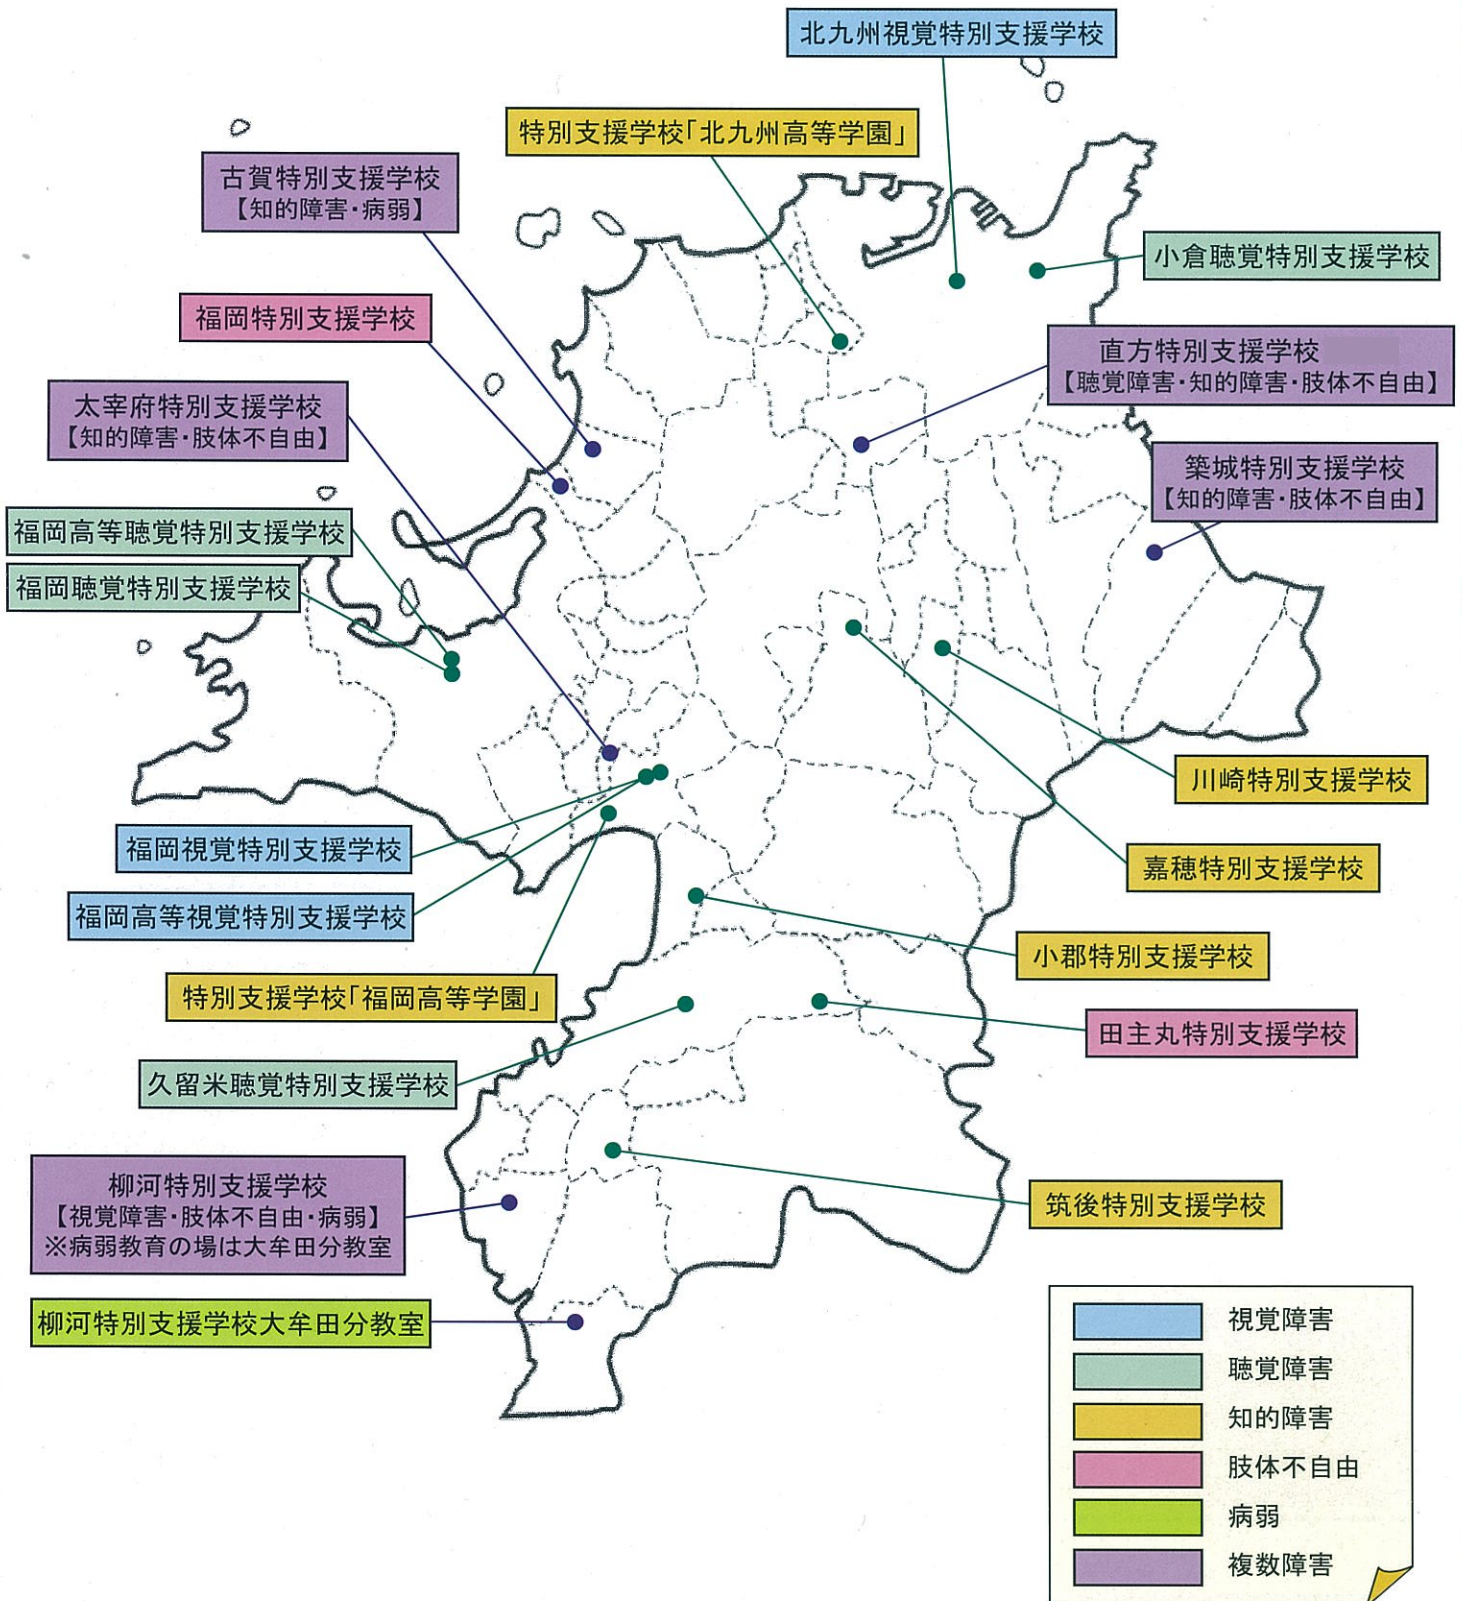 北九州視覚特別支援学校
特別支援学校「北九州高等学園」
古賀特別支援学校
【知的障害・病弱】
小倉聴覚特別支援学校
福岡特別支援学校
直方特別支援学校
【聴覚障害・知的障害・肢体不自由】
太宰府特別支援学校
【知的障害・肢体不自由】
築城特別支援学校
【知的障害・肢体不自由】
福岡高等聴覚特別支援学校
福岡聴覚特別支援学校
川崎特別支援学校
福岡視覚特別支援学校
嘉穂特別支援学校
福岡高等視覚特別支援学校
小郡特別支援学校
特別支援学校「福岡高等学園」
田主丸特別支援学校
久留米聴覚特別支援学校
柳河特別支援学校
【視覚障害・肢体不自由・病弱】
※病弱教育の場は大牟田分教室
筑後特別支援学校
柳河特別支援学校大牟田分教室
視覚障害
聴覚障害
知的障害
肢体不自由
病弱
複数障害